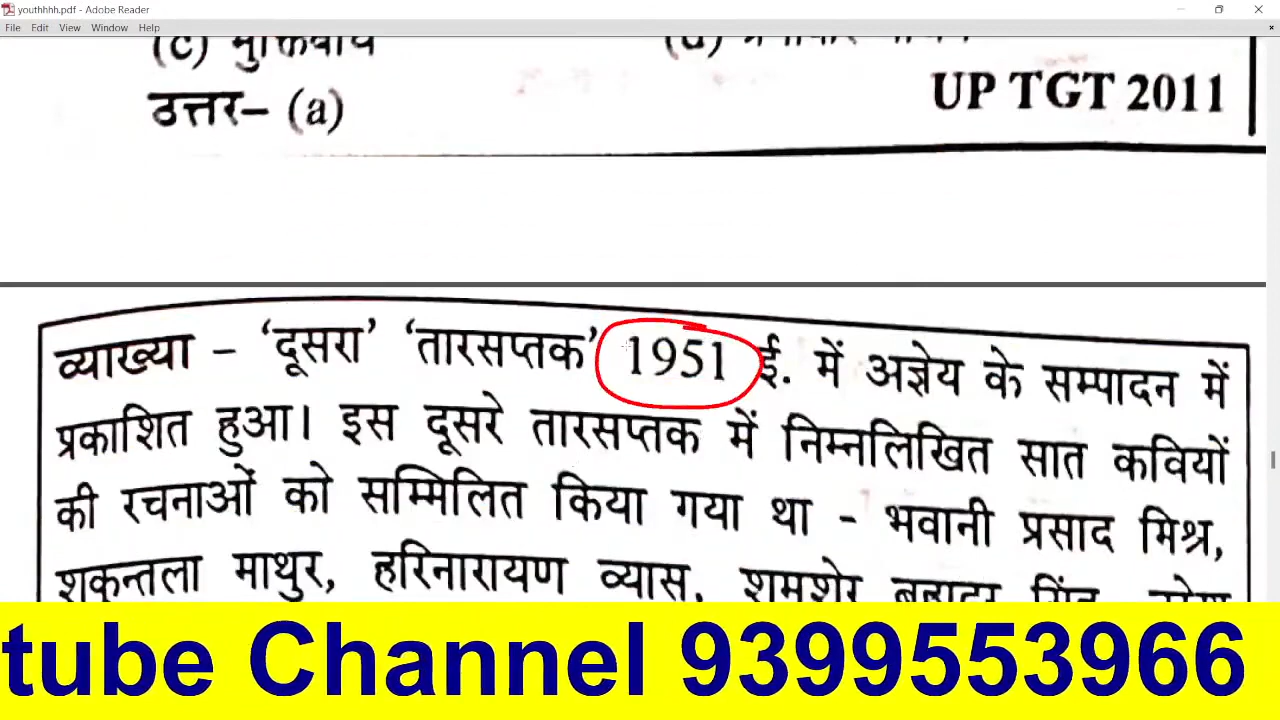 youthhhh.pdf - Adobe Reader
File Edit View Window Help
(c) मुक्तिबोध
उत्तर– (a)
UP TGT 2011
व्याख्या – ‘दूसरा’ ‘तारसप्तक’ 1951 ई. में अज्ञेय के सम्पादन में
प्रकाशित हुआ। इस दूसरे तारसप्तक में निम्नलिखित सात कवियों
की रचनाओं को सम्मिलित किया गया था - भवानी प्रसाद मिश्र,
शकुन्तला माथुर, हरिनारायण व्यास, शमशेर बहादुर सिंह,
tube Channel 9399553966